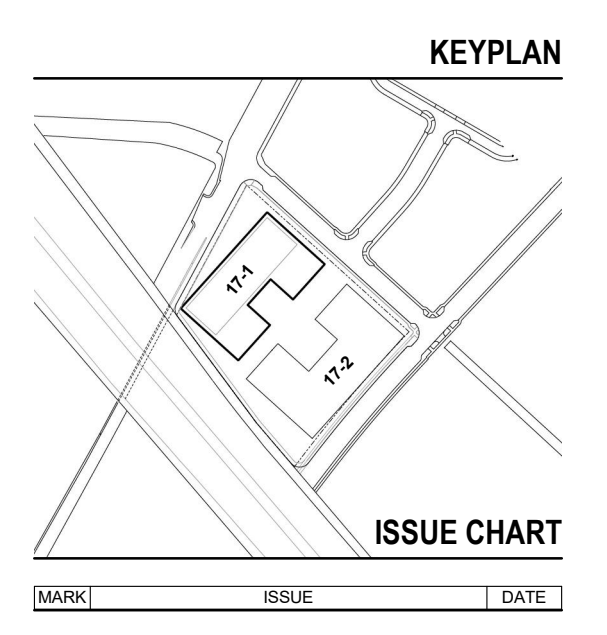 KEYPLAN
17-1
17-2
ISSUE CHART
MARK ISSUE DATE